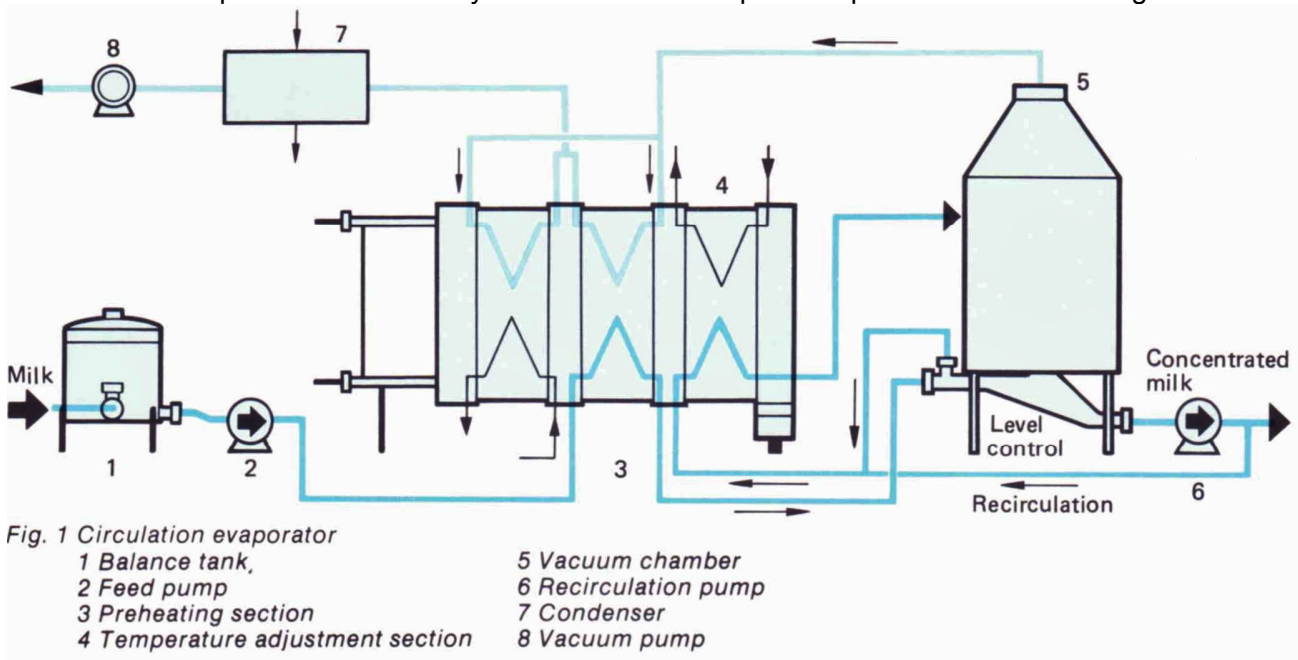 8
7
5
4
Milk
Concentrated
milk
Level
control
1
2
3
6
Recirculation
Fig. 1 Circulation evaporator
1 Balance tank,
2 Feed pump
3 Preheating section
4 Temperature adjustment section
5 Vacuum chamber
6 Recirculation pump
7 Condenser
8 Vacuum pump